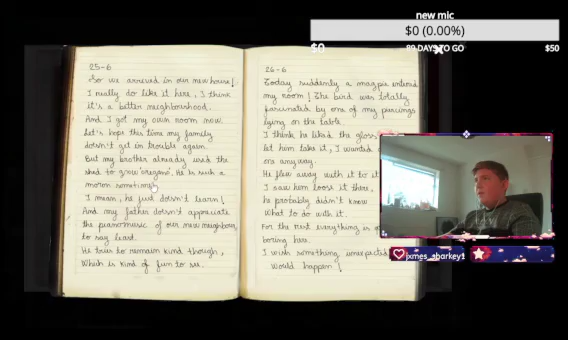 new mic
$0 (0.00%)
$0
89 DAYS TO GO
$50
25-6
So we arrived in our new house!
I really do like it here, I think
it's a better neighbourhood.
And I got my own room now.
Let's hope this time my family
doesn't get in trouble again.
But my brother already used the
shed to grow oregano. He is such a
moron sometimes
I mean, he just doesn't learn!
And my father doesn't appreciate
the pianomusic of our new neighbour,
to say least.
He tries to remain kind though,
Which is kind of fun to see.
26-6
Today suddenly a magpie entered
my room! The bird was totally
fascinated by one of my piercings
lying on the table.
I think he liked the gloss
let him take it, I wanted
one anyway.
He flew away with it to it
I saw him loose it there,
he probably didn't know
what to do with it.
For the rest everything is
boring here.
I wish something unexpected
would happen!